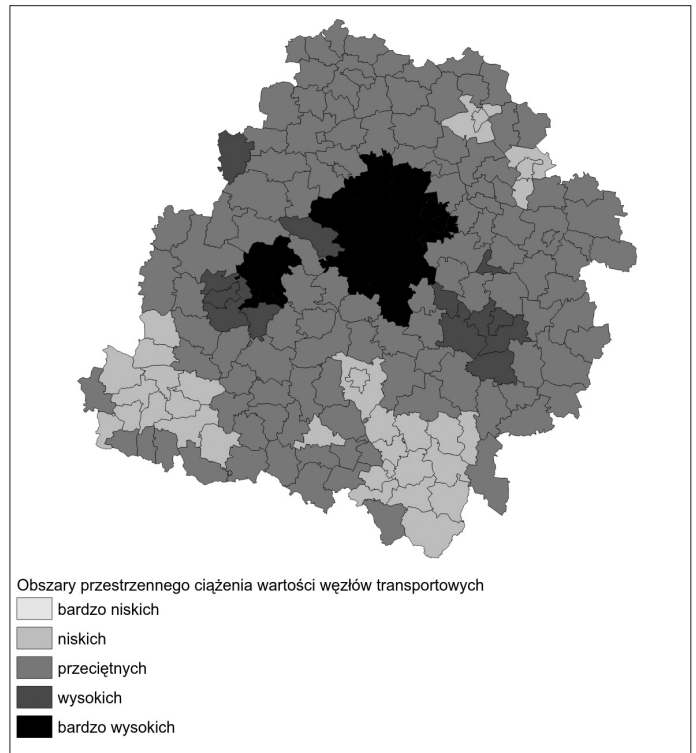 Obszary przestrzennego ciążenia wartości węzłów transportowych
bardzo niskich
niskich
przeciętnych
wysokich
bardzo wysokich